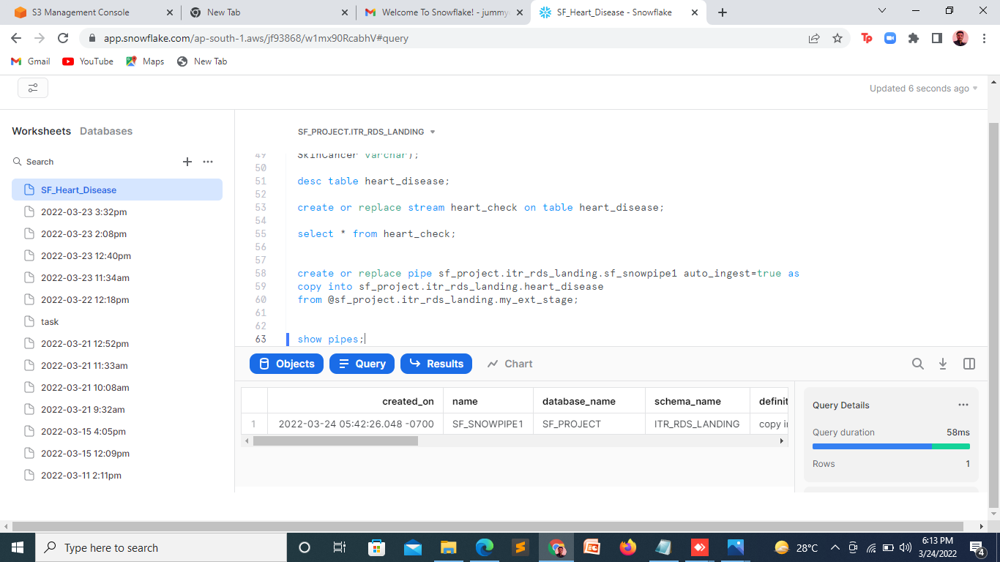 S3 Management Console
New Tab
Welcome To Snowflake! - jummy
SF_Heart_Disease - Snowflake
app.snowflake.com/ap-south-1.aws/jf93868/w1mx90RcabhV#query
Gmail
YouTube
Maps
New Tab
Updated 6 seconds ago
Worksheets Databases
Search
SF_Heart_Disease
2022-03-23 3:32pm
2022-03-23 2:08pm
2022-03-23 12:40pm
2022-03-23 11:34am
2022-03-22 12:18pm
task
2022-03-21 12:52pm
2022-03-21 11:33am
2022-03-21 10:08am
2022-03-21 9:32am
2022-03-15 4:05pm
2022-03-15 12:09pm
2022-03-11 2:11pm
SF_PROJECT.ITR_RDS_LANDING
49 SkinCancer varchar);
50
51 desc table heart_disease;
52
53 create or replace stream heart_check on table heart_disease;
54
55 select * from heart_check;
56
57
58 create or replace pipe sf_project.itr_rds_landing.sf_snowpipe1 auto_ingest=true as
59 copy into sf_project.itr_rds_landing.heart_disease
60 from @sf_project.itr_rds_landing.my_ext_stage;
61
62
63 show pipes;
Objects Query Results Chart
created_on name database_name schema_name definit
1 2022-03-24 05:42:26.048 -0700 SF_SNOWPIPE1 SF_PROJECT ITR_RDS_LANDING copy in
Query Details
Query duration 58ms
Rows 1
Type here to search
28°C
6:13 PM
3/24/2022
4